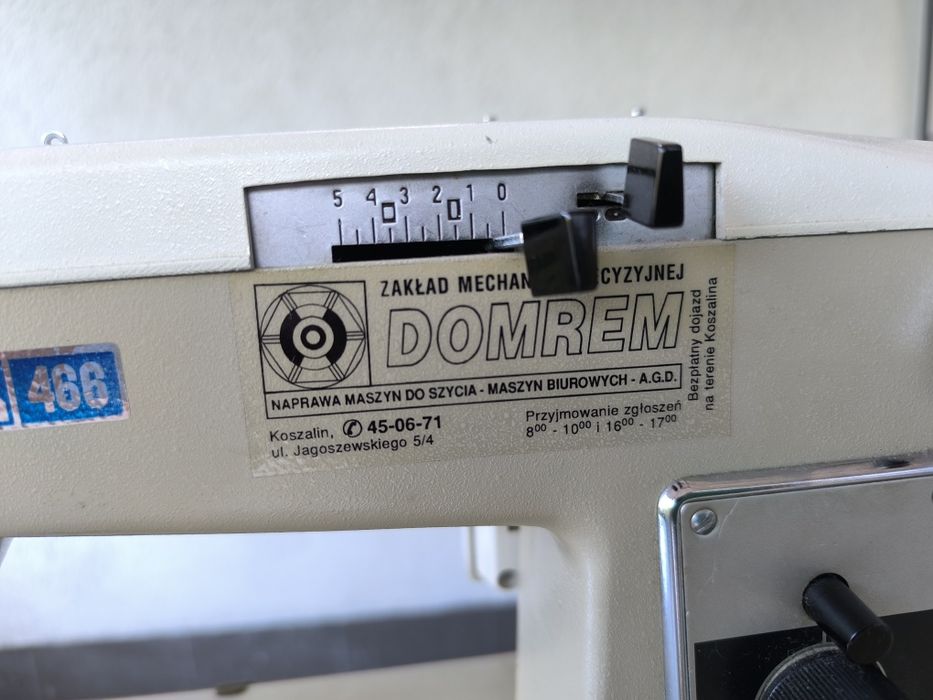 5 4 3 2 1 0
ZAKŁAD MECHAN CYZYJNEJ
DOMREM
NAPRAWA MASZYN DO SZYCIA - MASZYN BIUROWYCH - A.G.D.
Koszalin, ✆ 45-06-71
ul. Jagoszewskiego 5/4
Przyjmowanie zgłoszeń
8⁰⁰ - 10⁰⁰ i 16⁰⁰ - 17⁰⁰
Bezpłatny dojazd
na terenie Koszalina
466